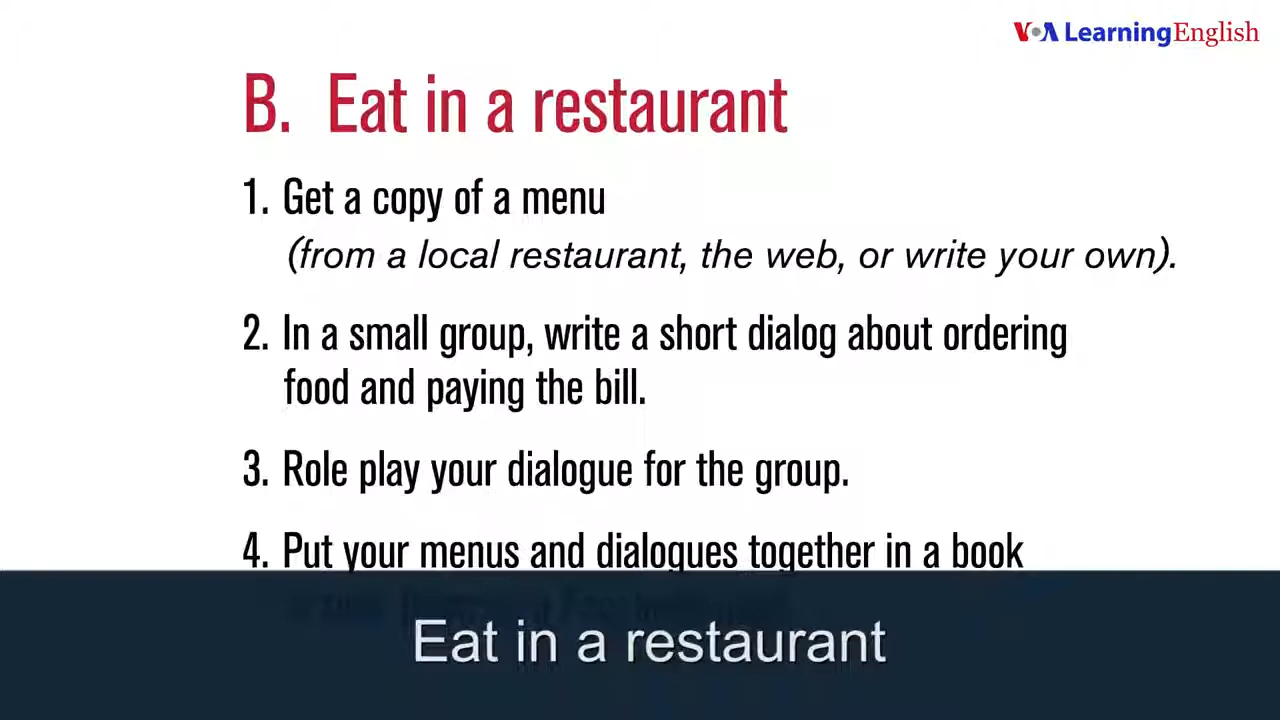 VOA LearningEnglish
B. Eat in a restaurant
1. Get a copy of a menu
(from a local restaurant, the web, or write your own).
2. In a small group, write a short dialog about ordering
food and paying the bill.
3. Role play your dialogue for the group.
4. Put your menus and dialogues together in a book
Eat in a restaurant